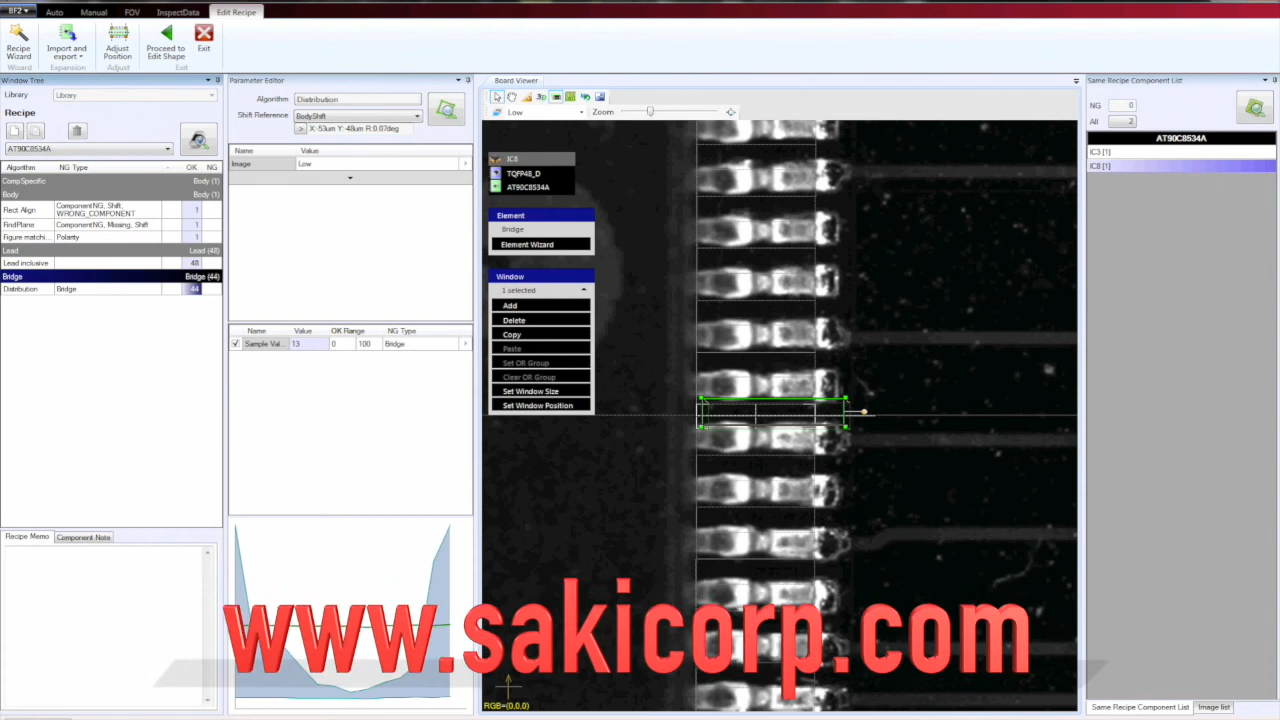 BF2 Auto Manual FOV InspectData Edit Recipe
Recipe Wizard Import and export Adjust Position Proceed to Edit Shape Exit
Wizard Expansion Adjust Exit
Window Tree
Library Library
Recipe
AT90C8534A
Algorithm NG Type OK NG
CompSpecific Body (1)
Body Body (1)
Rect Align ComponentNG, Shift, WRONG_COMPONENT 1
FindPlane ComponentNG, Missing, Shift 1
Figure matchi... Polarity 1
Lead Lead (48)
Lead inclusive 48
Bridge Bridge (44)
Distribution Bridge 44
Recipe Memo Component Note
Parameter Editor
Algorithm Distribution
Shift Reference BodyShift
> X:-53um Y:-48um R:0.07deg
Name Value
Image Low
Name Value OK Range NG Type
Sample Val... 13 0 100 Bridge
Board Viewer
3D
Low Zoom
IC8
TQFP48_D
AT90C8534A
Element
Bridge
Element Wizard
Window
1 selected
Add
Delete
Copy
Paste
Set OR Group
Clear OR Group
Set Window Size
Set Window Position
RGB=(0,0,0)
Same Recipe Component List
NG 0
All 2
AT90C8534A
IC3 [1]
IC8 [1]
Same Recipe Component List Image list
www.sakicorp.com